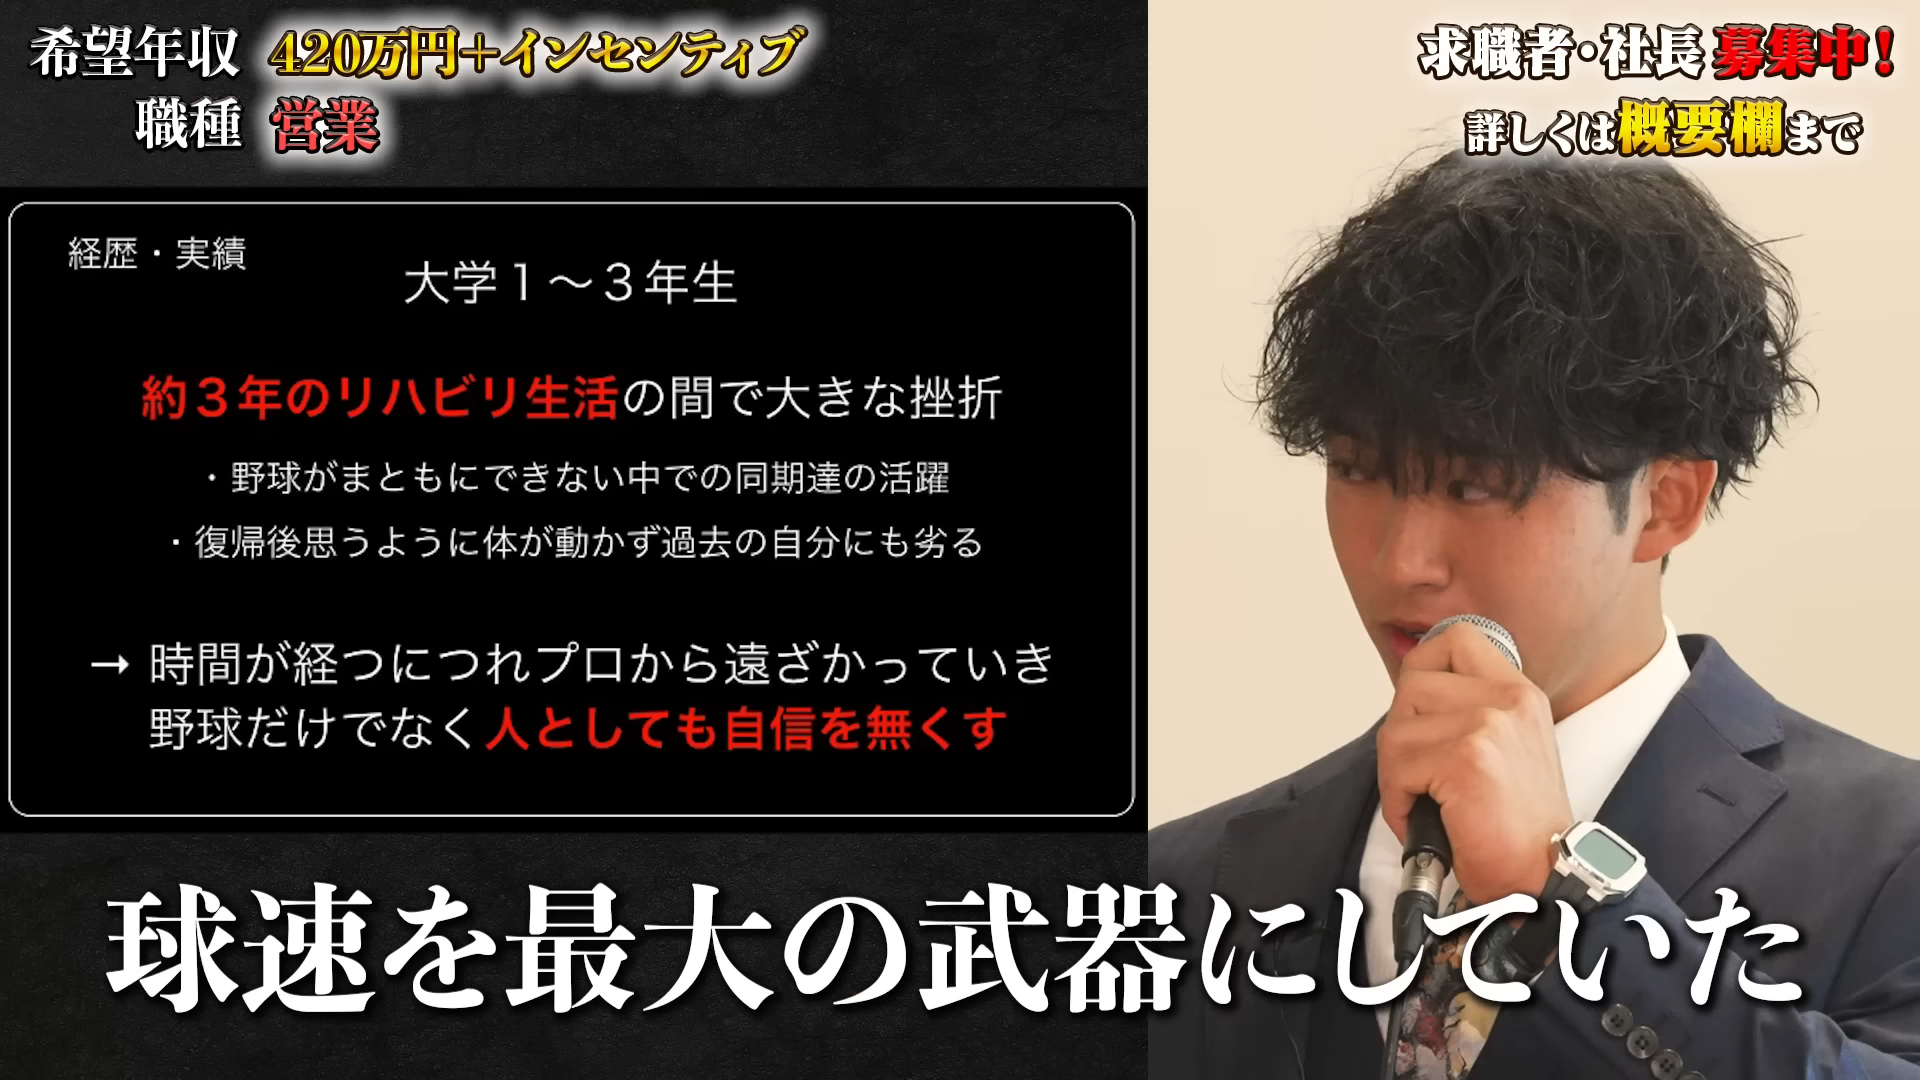 希望年収 420万円+インセンティブ
職種 営業
求職者・社長 募集中!
詳しくは概要欄まで
経歴・実績
大学1〜3年生
約3年のリハビリ生活の間で大きな挫折
・野球がまともにできない中での同期達の活躍
・復帰後思うように体が動かず過去の自分にも劣る
→ 時間が経つにつれプロから遠ざかっていき
野球だけでなく人としても自信を無くす
球速を最大の武器にしていた